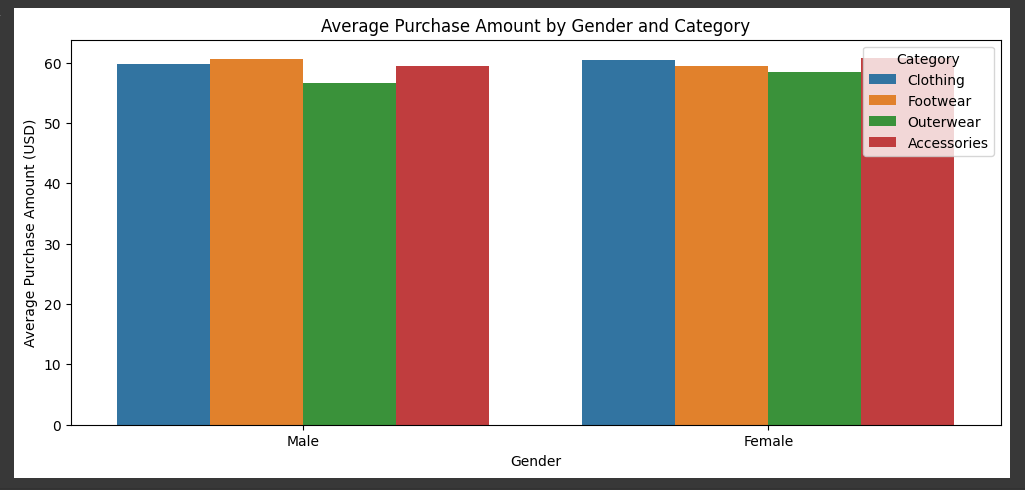 Average Purchase Amount by Gender and Category
Average Purchase Amount (USD)
60
50
40
30
20
10
0
Category
Clothing
Footwear
Outerwear
Accessories
Male
Female
Gender